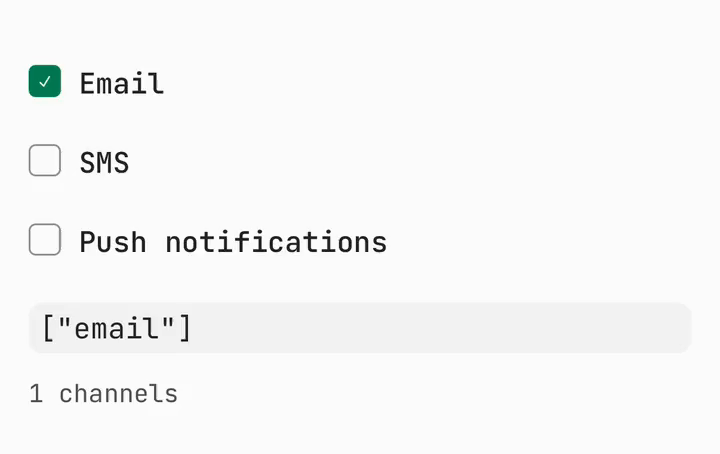 Email
SMS
Push notifications
["email"]
1 channels